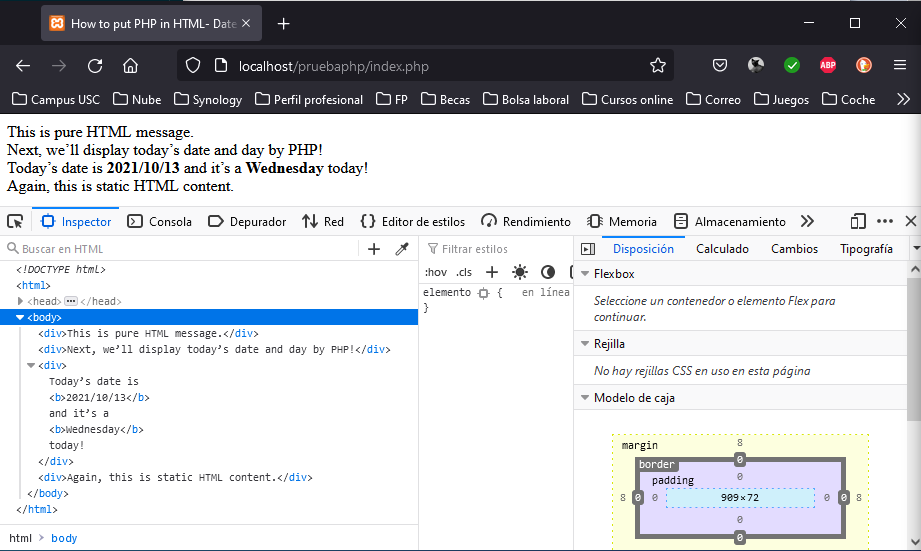 How to put PHP in HTML- Date
localhost/pruebaphp/index.php
ABP
Campus USC Nube Synology Perfil profesional FP Becas Bolsa laboral Cursos online Correo Juegos Coche
This is pure HTML message.
Next, we’ll display today’s date and day by PHP!
Today’s date is 2021/10/13 and it’s a Wednesday today!
Again, this is static HTML content.
Inspector Consola Depurador Red Editor de estilos Rendimiento Memoria Almacenamiento
Buscar en HTML
<!DOCTYPE html>
<html>
<head> ••• </head>
<body>
<div>This is pure HTML message.</div>
<div>Next, we’ll display today’s date and day by PHP!</div>
<div>
Today’s date is
<b>2021/10/13</b>
and it’s a
<b>Wednesday</b>
today!
</div>
<div>Again, this is static HTML content.</div>
</body>
</html>
html > body
Filtrar estilos
:hov .cls
elemento { en línea
}
Disposición Calculado Cambios Tipografía
Flexbox
Seleccione un contenedor o elemento Flex para
continuar.
Rejilla
No hay rejillas CSS en uso en esta página
Modelo de caja
margin 8
border 0
padding 0
8 0 0 909×72 0 0 8
0
0